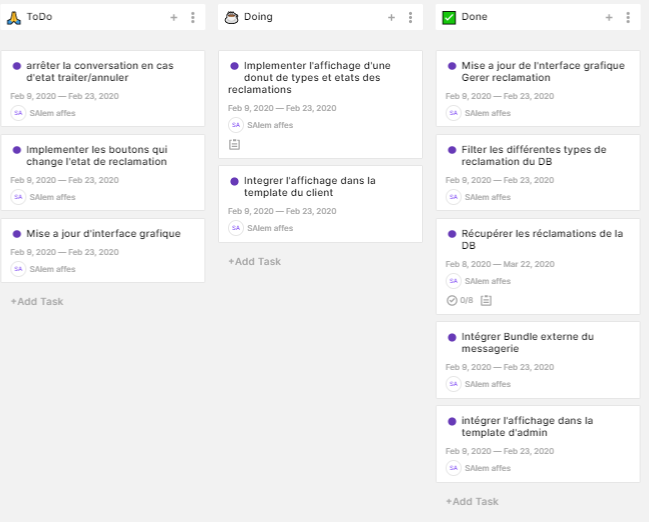 ToDo
arrêter la conversation en cas
d'etat traiter/annuler
Feb 9, 2020 — Feb 23, 2020
SA SAlem affes
Implementer les boutons qui
change l'etat de reclamation
Feb 9, 2020 — Feb 23, 2020
SA SAlem affes
Mise a jour d'interface grafique
Feb 9, 2020 — Feb 23, 2020
SA SAlem affes
+Add Task
Doing
Implementer l'affichage d'une
donut de types et etats des
reclamations
Feb 9, 2020 — Feb 23, 2020
SA SAlem affes
Integrer l'affichage dans la
template du client
Feb 9, 2020 — Feb 23, 2020
SA SAlem affes
+Add Task
Done
Mise a jour de l'nterface grafique
Gerer reclamation
Feb 9, 2020 — Feb 23, 2020
SA SAlem affes
Filter les différentes types de
reclamation du DB
Feb 9, 2020 — Feb 23, 2020
SA SAlem affes
Récupérer les réclamations de la
DB
Feb 8, 2020 — Mar 22, 2020
SA SAlem affes
0/8
Intégrer Bundle externe du
messagerie
Feb 9, 2020 — Feb 23, 2020
SA SAlem affes
intégrer l'affichage dans la
template d'admin
Feb 9, 2020 — Feb 23, 2020
SA SAlem affes
+Add Task